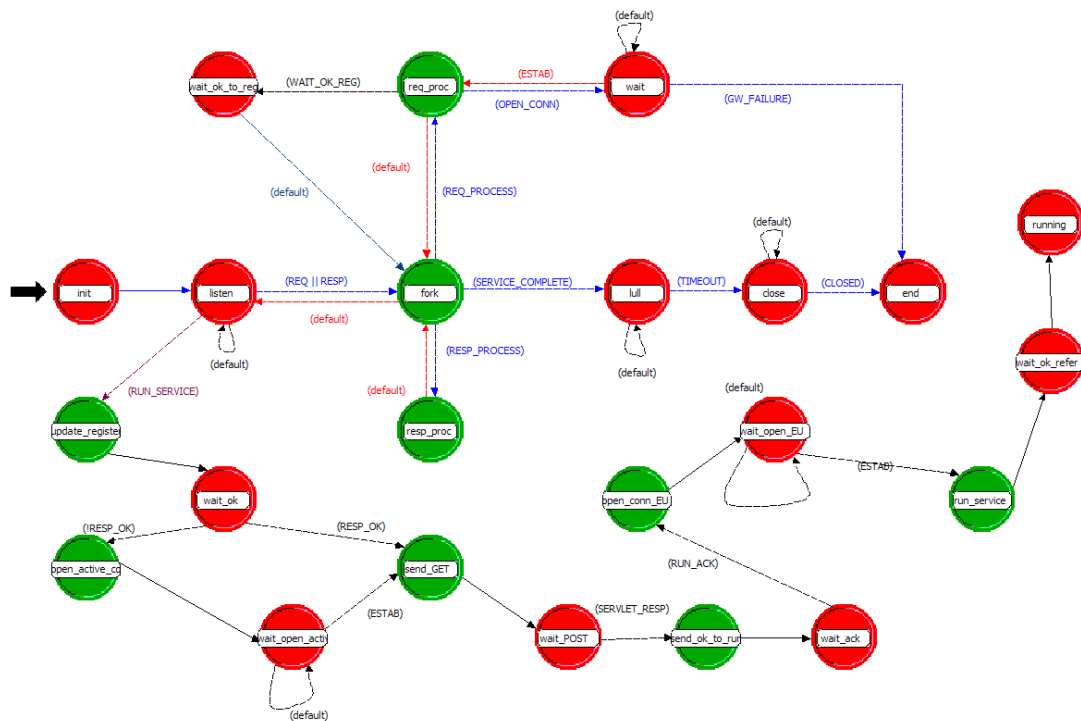 (default)
wait_ok_to_reg
(WAIT_OK_REG)
req_proc
(ESTAB)
(OPEN_CONN)
wait
(GW_FAILURE)
(default)
(default)
(REQ_PROCESS)
running
(default)
init
listen
(REQ || RESP)
(default)
fork
(SERVICE_COMPLETE)
lull
(TIMEOUT)
close
(CLOSED)
end
(default)
(default)
(RESP_PROCESS)
wait_ok_refer
(RUN_SERVICE)
(default)
(default)
update_register
resp_proc
wait_open_EU
(ESTAB)
wait_ok
open_conn_EU
run_service
(!RESP_OK)
(RESP_OK)
open_active_co
send_GET
(RUN_ACK)
(ESTAB)
(SERVLET_RESP)
wait_open_acti
wait_POST
send_ok_to_run
wait_ack
(default)